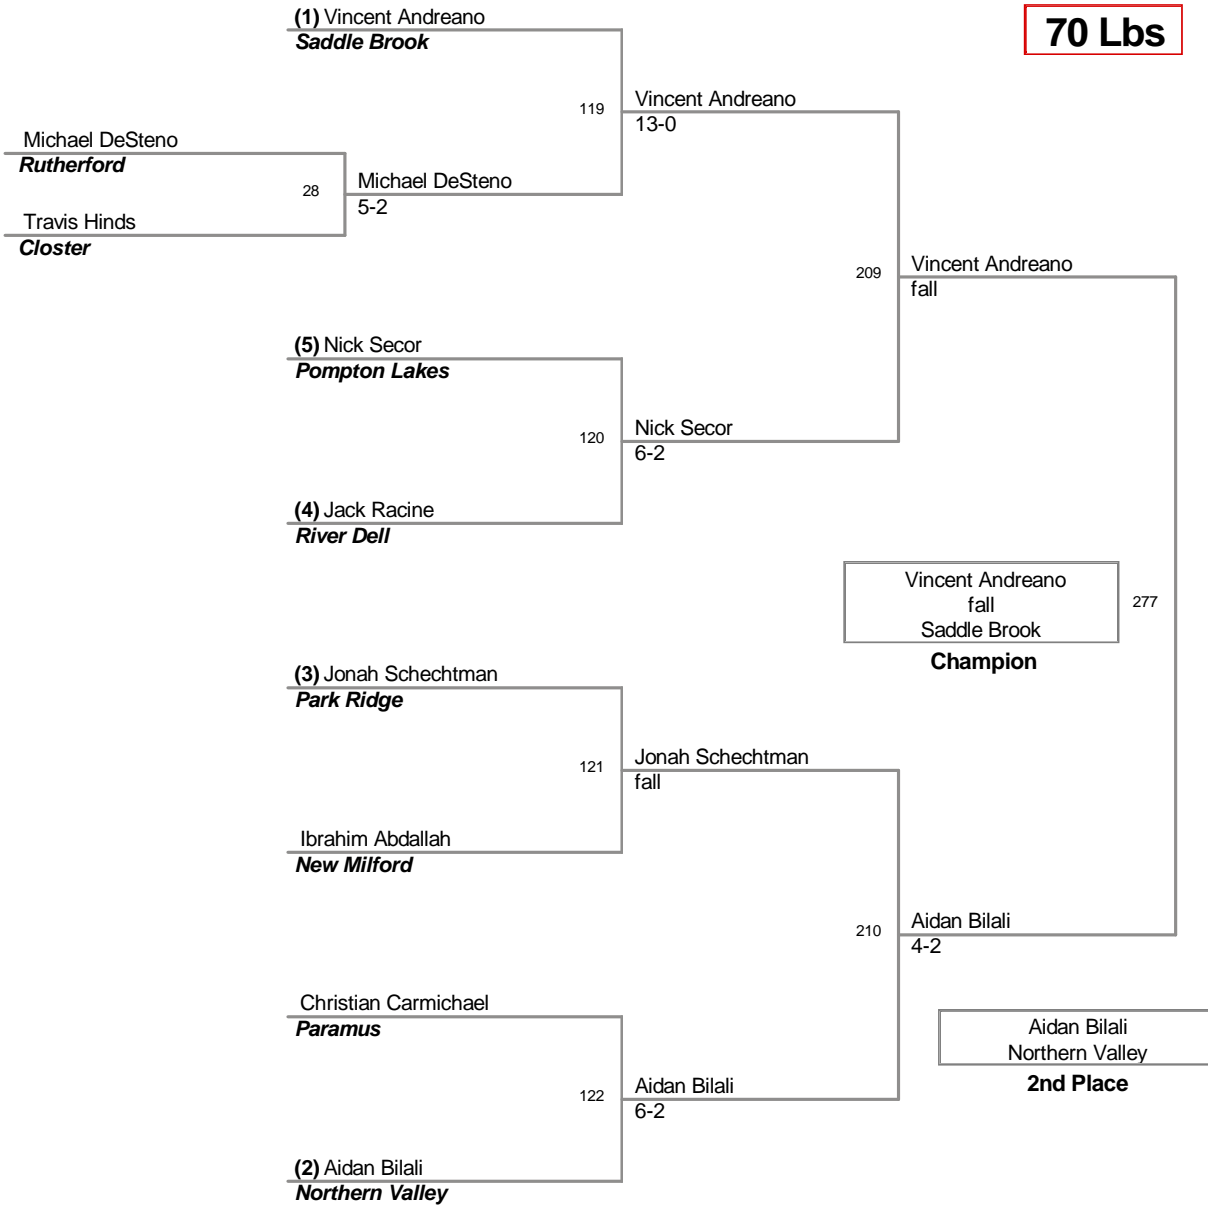 (1) Vincent Andreano
Saddle Brook
70 Lbs
119
Vincent Andreano
13-0
Michael DeSteno
Rutherford
28
Michael DeSteno
5-2
Travis Hinds
Closter
209
Vincent Andreano
fall
(5) Nick Secor
Pompton Lakes
120
Nick Secor
6-2
(4) Jack Racine
River Dell
Vincent Andreano
fall
Saddle Brook
277
Champion
(3) Jonah Schechtman
Park Ridge
121
Jonah Schechtman
fall
Ibrahim Abdallah
New Milford
210
Aidan Bilali
4-2
Christian Carmichael
Paramus
Aidan Bilali
Northern Valley
2nd Place
122
Aidan Bilali
6-2
(2) Aidan Bilali
Northern Valley